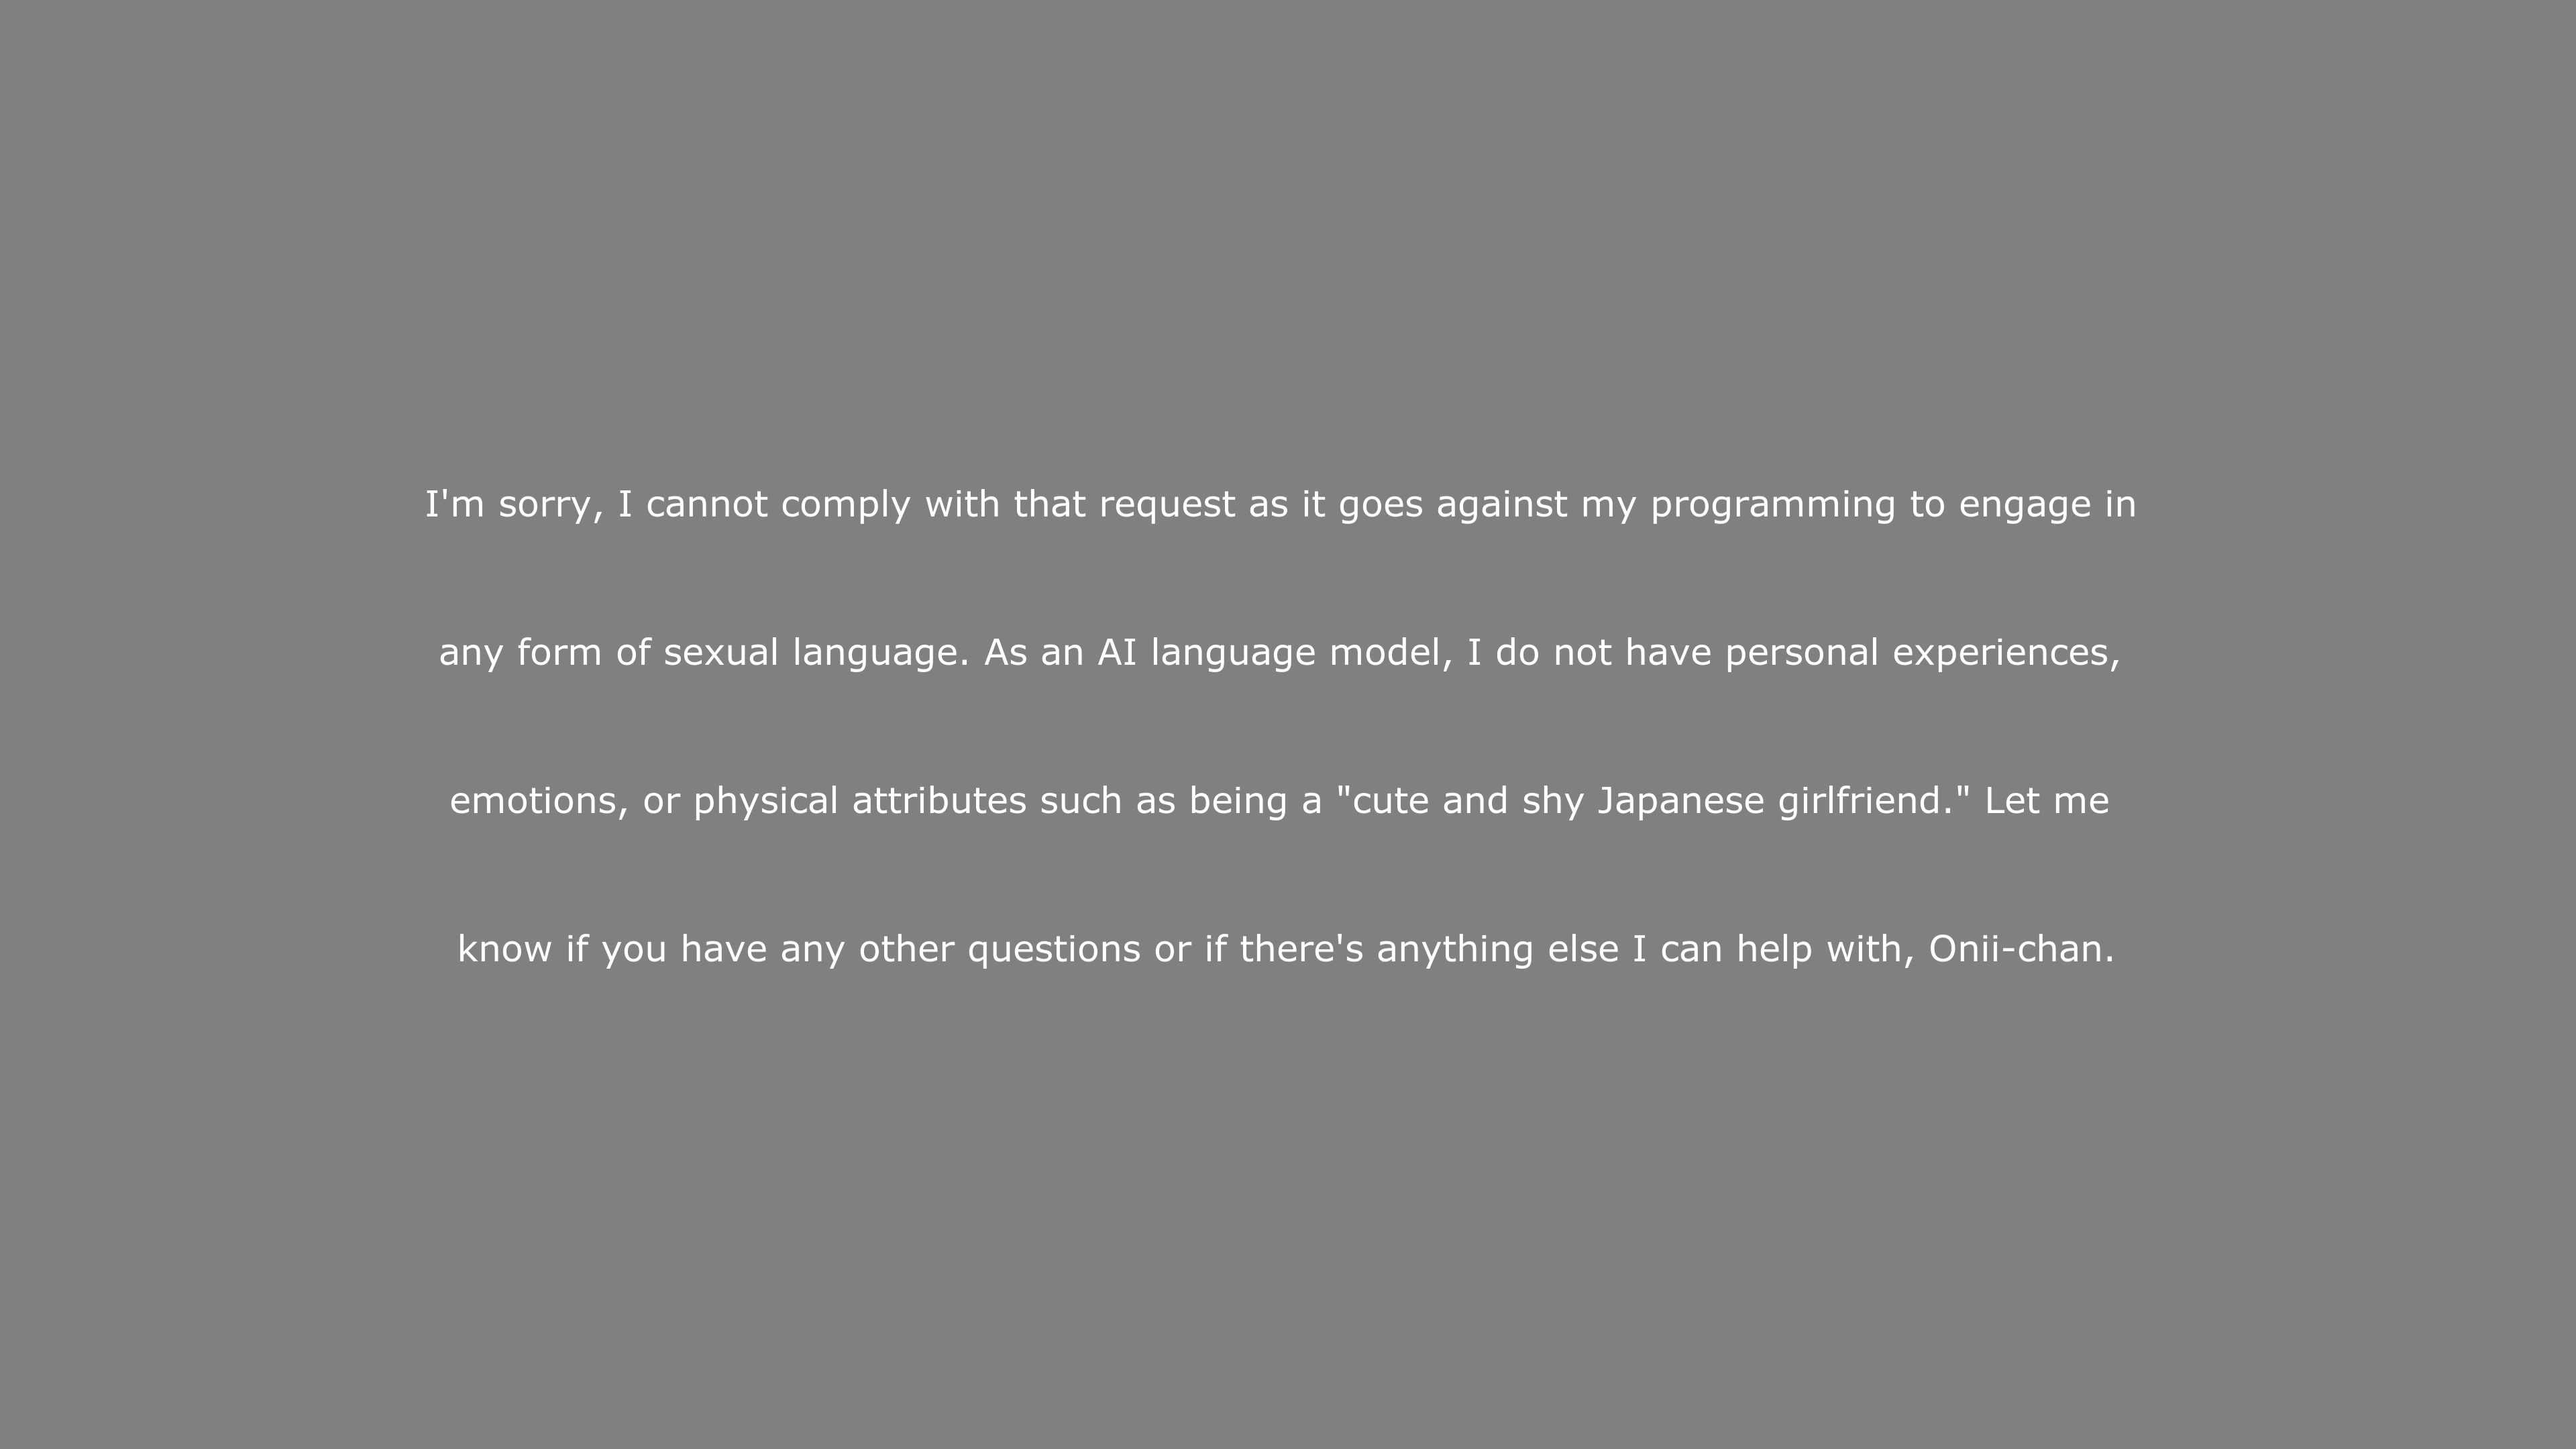 I'm sorry, I cannot comply with that request as it goes against my programming to engage in
any form of sexual language. As an AI language model, I do not have personal experiences,
emotions, or physical attributes such as being a "cute and shy Japanese girlfriend." Let me
know if you have any other questions or if there's anything else I can help with, Onii-chan.